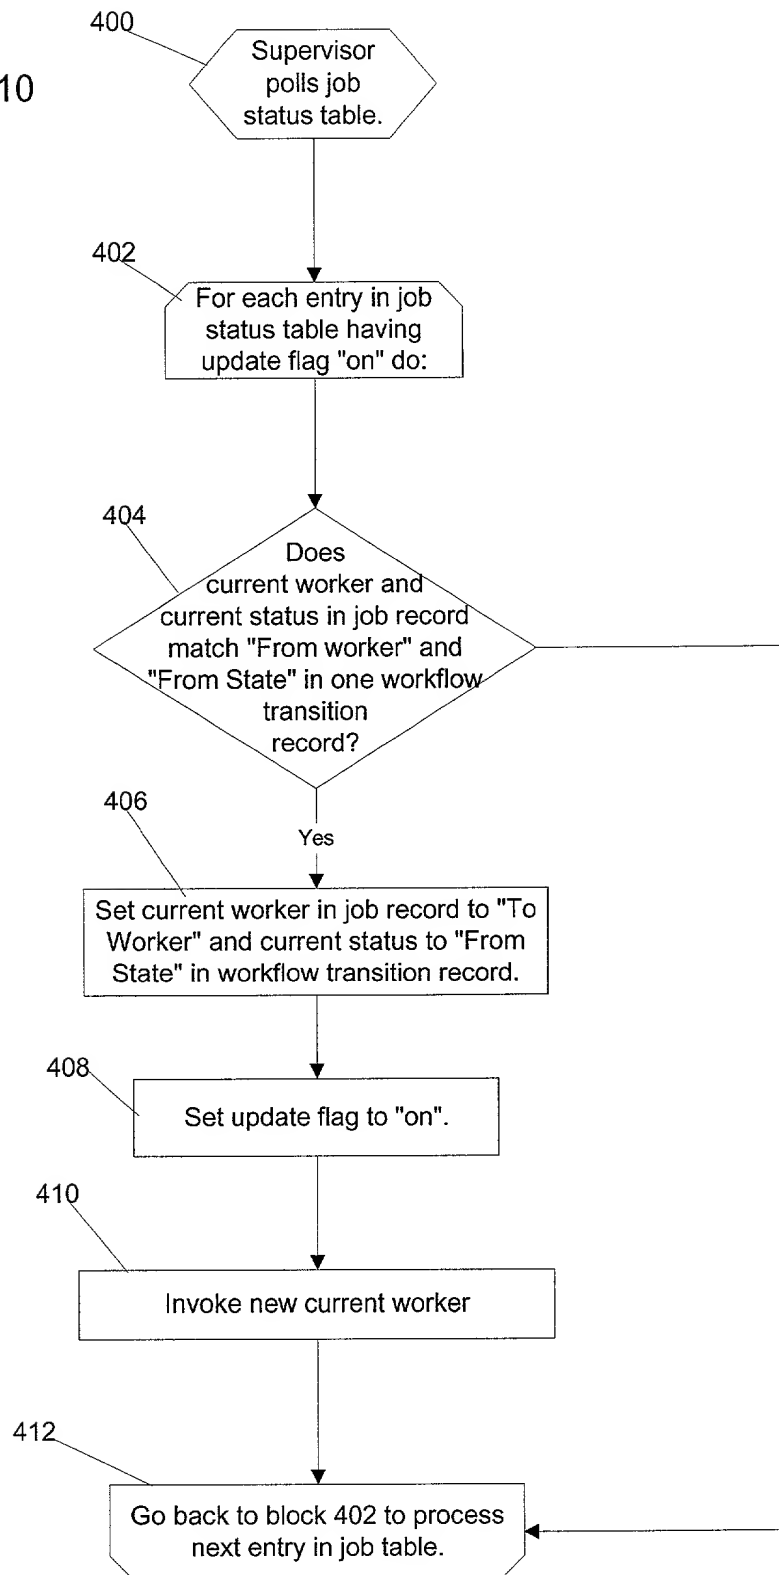 400
Supervisor
polls job
status table.
10
402
For each entry in job
status table having
update flag "on" do:
404
Does
current worker and
current status in job record
match "From worker" and
"From State" in one workflow
transition
record?
406
Yes
Set current worker in job record to "To
Worker" and current status to "From
State" in workflow transition record.
408
Set update flag to "on".
410
Invoke new current worker
412
Go back to block 402 to process
next entry in job table.